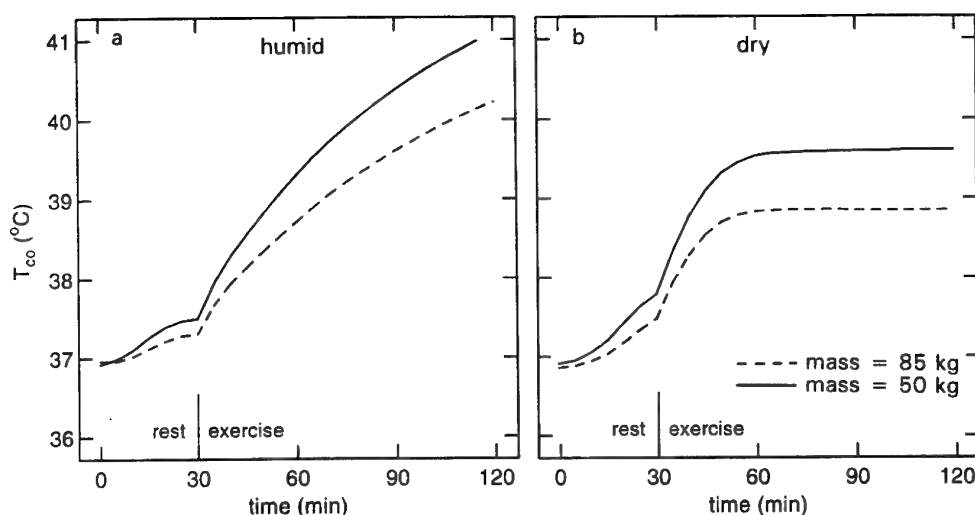 a
humid
41
40
39
38
37
36
T_co (°C)
rest
exercise
0
30
60
90
120
time (min)
b
dry
mass = 85 kg
mass = 50 kg
rest
exercise
0
30
60
90
120
time (min)